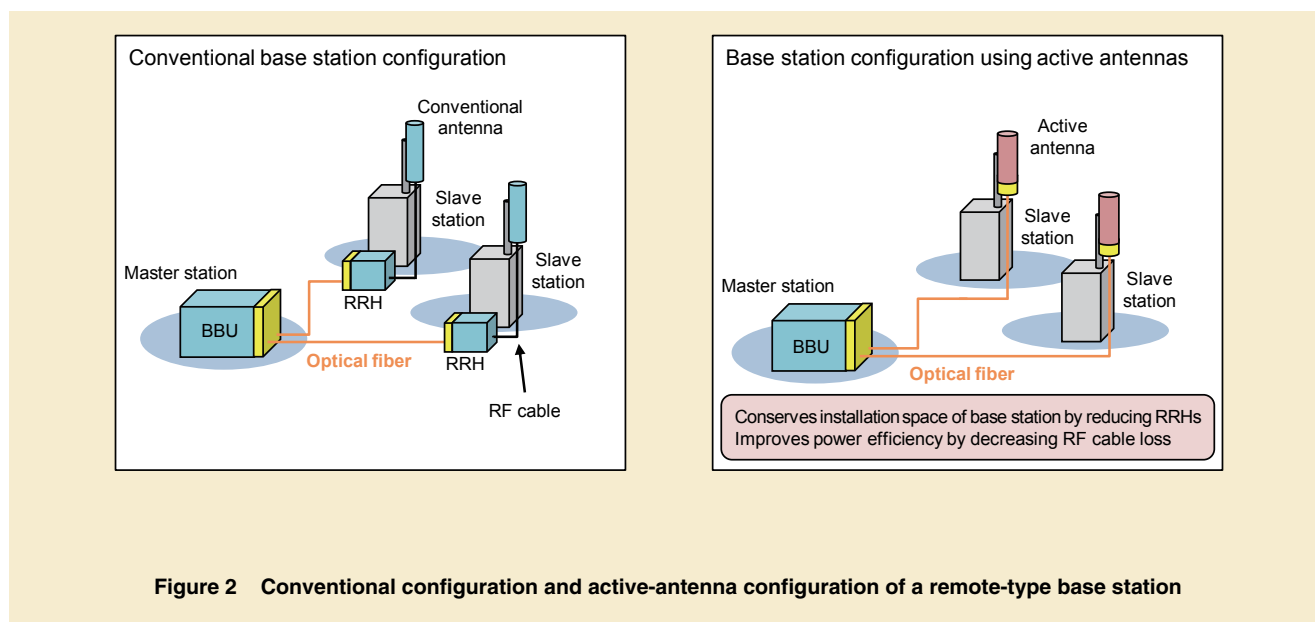 Conventional base station configuration
Conventional
antenna
Slave
station
Slave
station
Master station
BBU
RRH
Optical fiber
RRH
RF cable
Base station configuration using active antennas
Active
antenna
Slave
station
Slave
station
Master station
BBU
Optical fiber
Conserves installation space of base station by reducing RRHs
Improves power efficiency by decreasing RF cable loss
Figure 2 Conventional configuration and active-antenna configuration of a remote-type base station